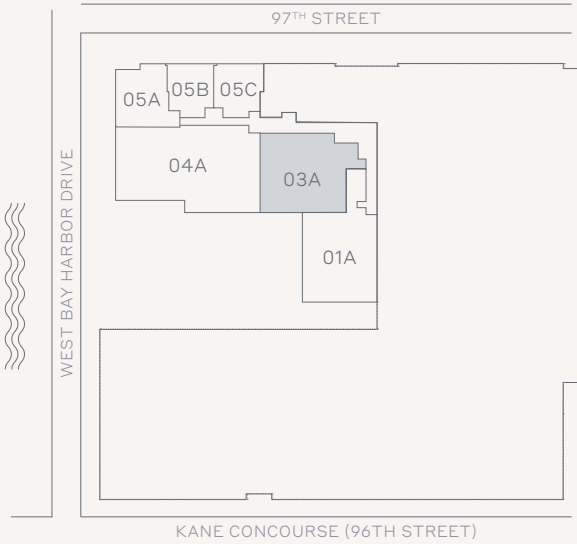 97TH STREET
05A
05B
05C
04A
03A
01A
WEST BAY HARBOR DRIVE
KANE CONCOURSE (96TH STREET)